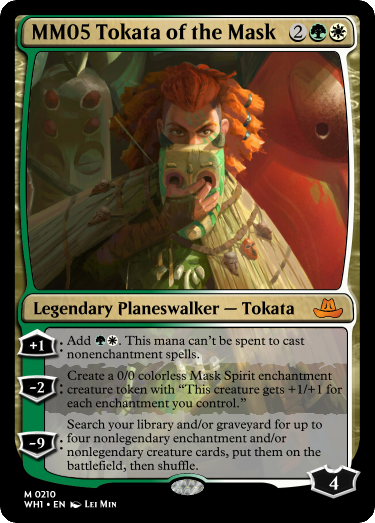 MM05 Tokata of the Mask 2
Legendary Planeswalker — Tokata
+1: Add . This mana can't be spent to cast
nonenchantment spells.
-2: Create a 0/0 colorless Mask Spirit enchantment
creature token with "This creature gets +1/+1 for
each enchantment you control."
-9: Search your library and/or graveyard for up to
four nonlegendary enchantment and/or
nonlegendary creature cards, put them on the
battlefield, then shuffle.
4
M 0210
WH1 • EN Lei Min